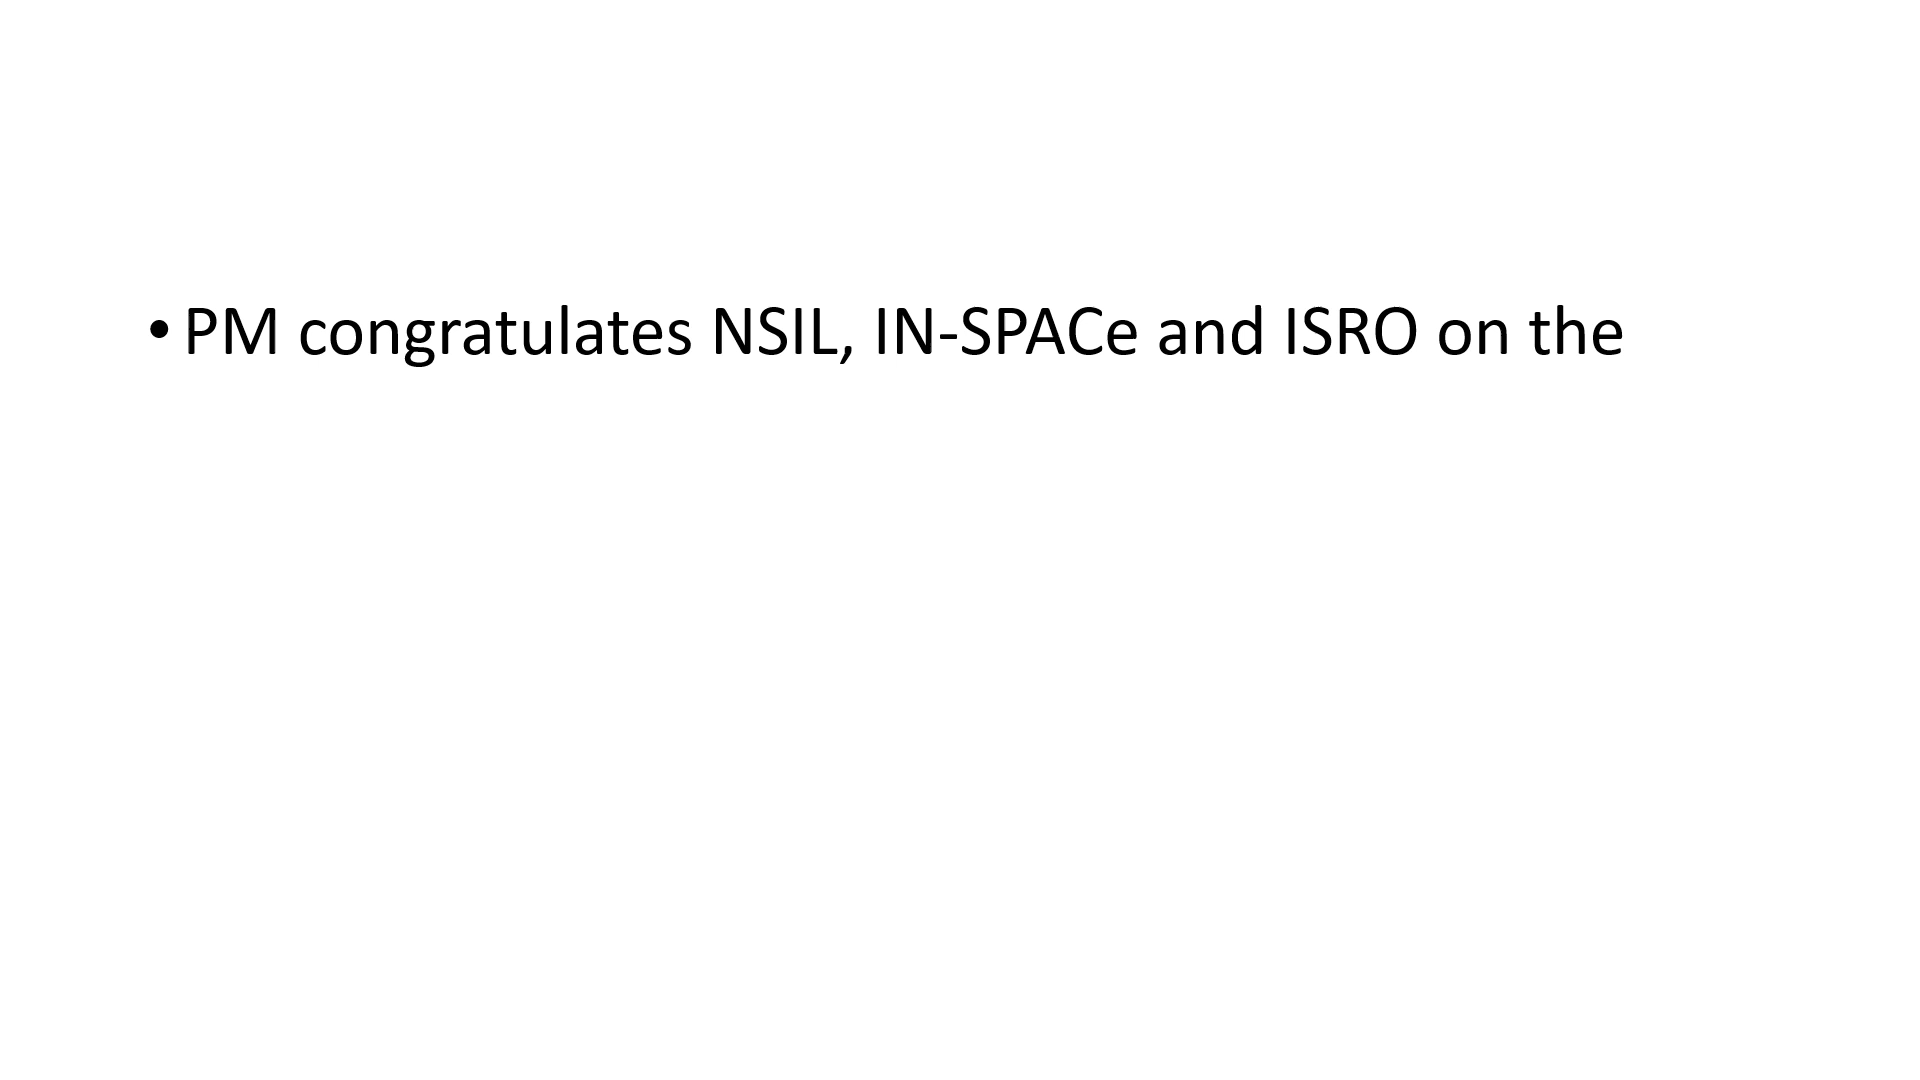 • PM congratulates NSIL, IN-SPACe and ISRO on the